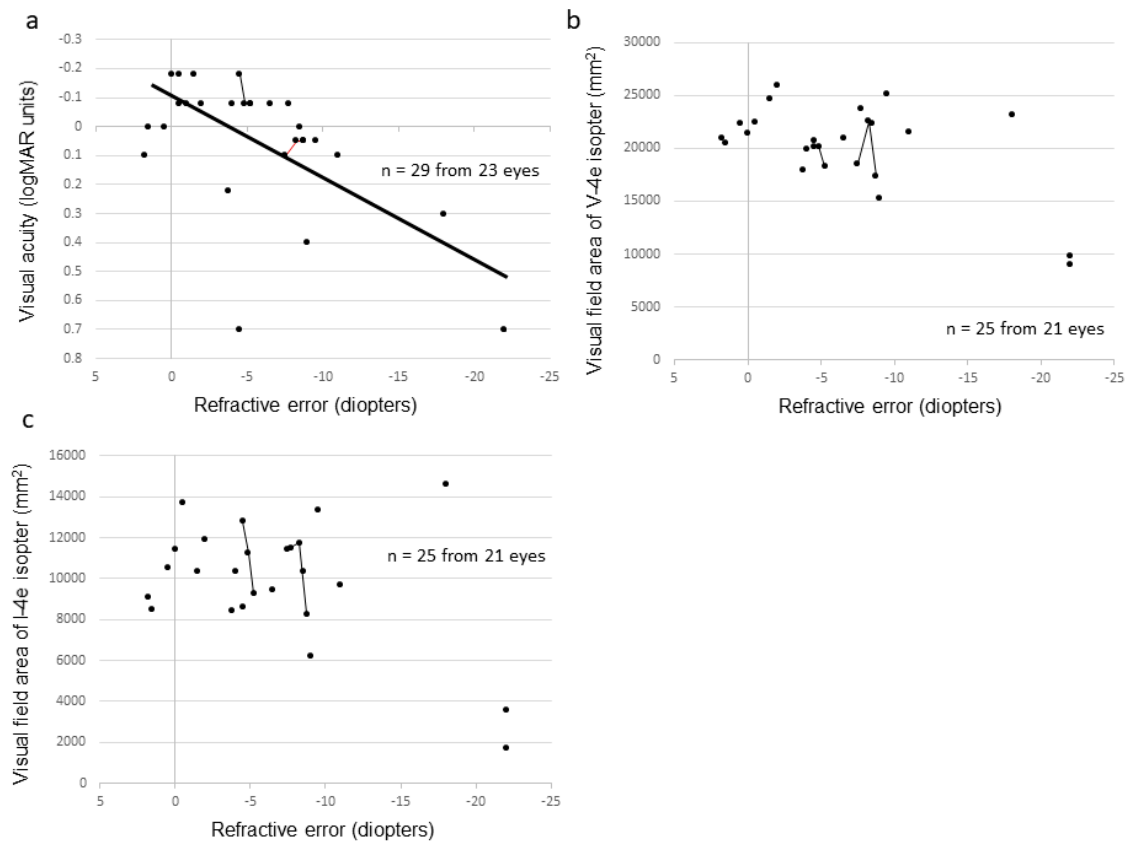 a
Visual acuity (logMAR units)
-0.3
-0.2
-0.1
0
0.1
0.2
0.3
0.4
0.5
0.6
0.7
0.8
n = 29 from 23 eyes
5 0 -5 -10 -15 -20 -25
Refractive error (diopters)
b
Visual field area of V-4e isopter (mm²)
30000
25000
20000
15000
10000
5000
0
n = 25 from 21 eyes
5 0 -5 -10 -15 -20 -25
Refractive error (diopters)
c
Visual field area of I-4e isopter (mm²)
16000
14000
12000
10000
8000
6000
4000
2000
0
n = 25 from 21 eyes
5 0 -5 -10 -15 -20 -25
Refractive error (diopters)